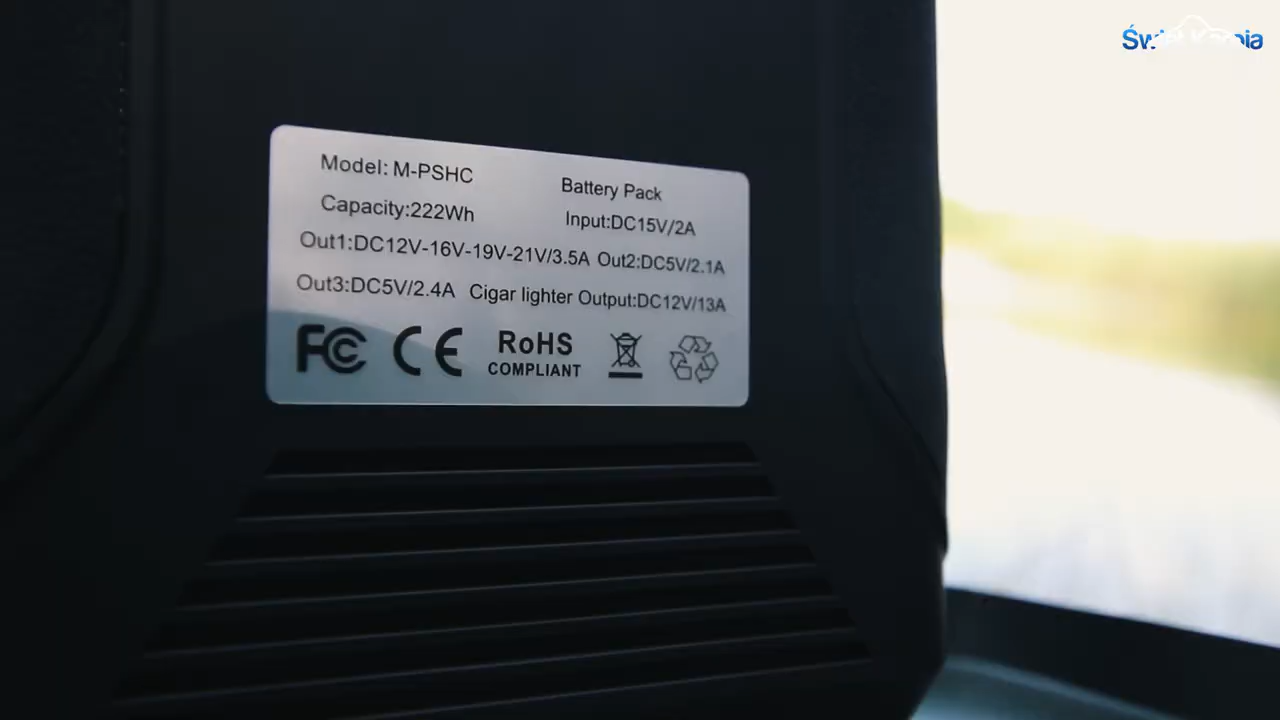 Model: M-PSHC
Battery Pack
Capacity:222Wh
Input:DC15V/2A
Out1:DC12V-16V-19V-21V/3.5A Out2:DC5V/2.1A
Out3:DC5V/2.4A Cigar lighter Output:DC12V/13A
FC CE RoHS
COMPLIANT